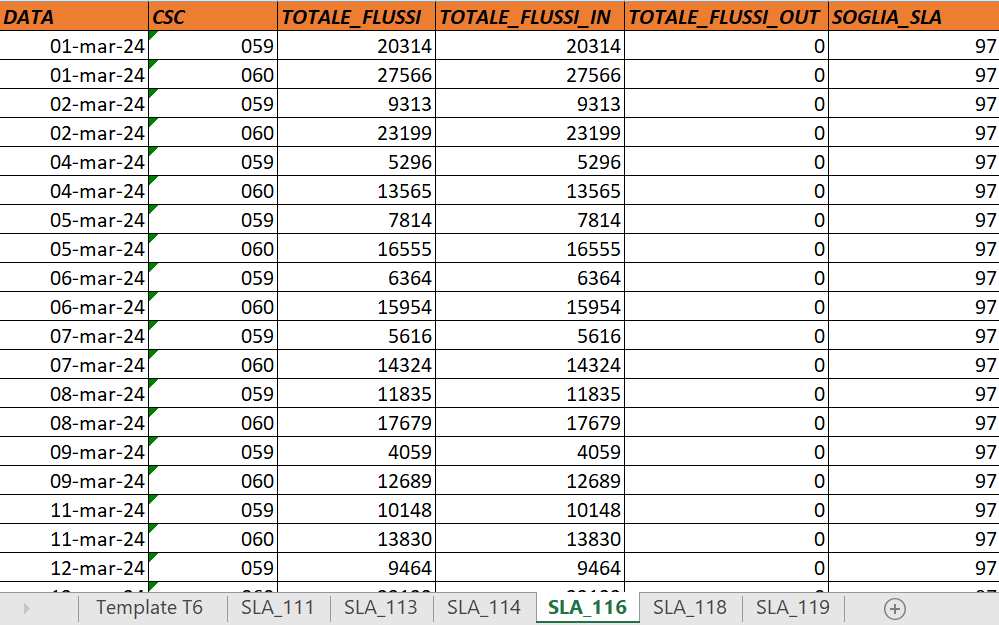 DATA CSC TOTALE_FLUSSI TOTALE_FLUSSI_IN TOTALE_FLUSSI_OUT SOGLIA_SLA
01-mar-24 059 20314 20314 0 97
01-mar-24 060 27566 27566 0 97
02-mar-24 059 9313 9313 0 97
02-mar-24 060 23199 23199 0 97
04-mar-24 059 5296 5296 0 97
04-mar-24 060 13565 13565 0 97
05-mar-24 059 7814 7814 0 97
05-mar-24 060 16555 16555 0 97
06-mar-24 059 6364 6364 0 97
06-mar-24 060 15954 15954 0 97
07-mar-24 059 5616 5616 0 97
07-mar-24 060 14324 14324 0 97
08-mar-24 059 11835 11835 0 97
08-mar-24 060 17679 17679 0 97
09-mar-24 059 4059 4059 0 97
09-mar-24 060 12689 12689 0 97
11-mar-24 059 10148 10148 0 97
11-mar-24 060 13830 13830 0 97
12-mar-24 059 9464 9464 0 97
Template T6 SLA_111 SLA_113 SLA_114 SLA_116 SLA_118 SLA_119